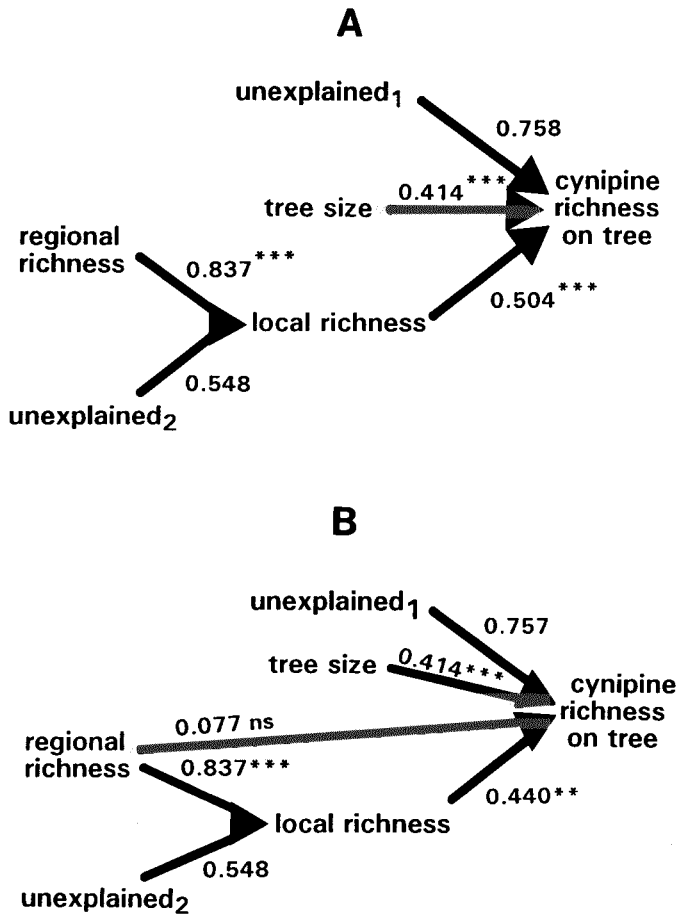 A
unexplained1
0.758
cynipine
richness
on tree
tree size
0.414***
regional
richness
0.837***
local richness
0.504***
0.548
unexplained2
B
unexplained1
0.757
tree size
0.414***
cynipine
richness
on tree
0.077 ns
regional
richness
0.837***
local richness
0.440**
0.548
unexplained2